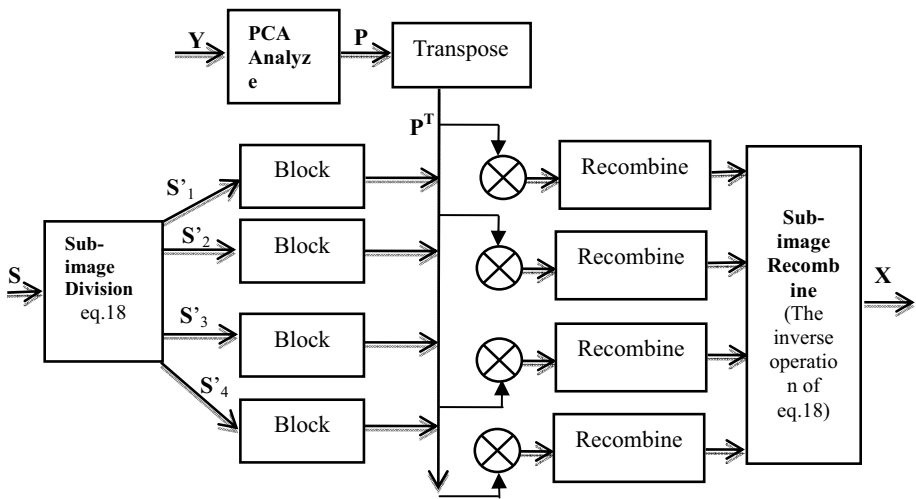 Y
PCA
Analyz
e
P
Transpose
P^T
S
Sub-
image
Division
eq.18
S'₁
S'₂
S'₃
S'₄
Block
Block
Block
Block
Recombine
Recombine
Recombine
Recombine
Sub-
image
Recomb
ine
(The
inverse
operatio
n of
eq.18)
X